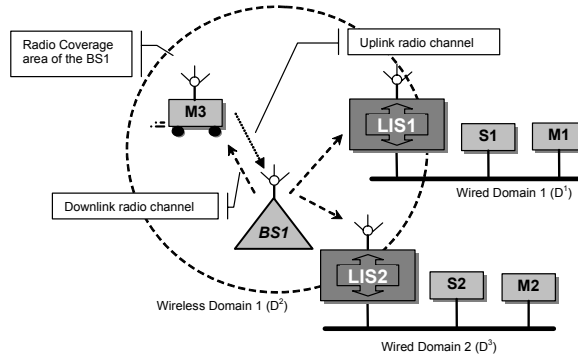 Radio Coverage
area of the BS1
Uplink radio channel
M3
LIS1
S1
M1
Wired Domain 1 (D¹)
Downlink radio channel
BS1
LIS2
S2
M2
Wireless Domain 1 (D²)
Wired Domain 2 (D³)